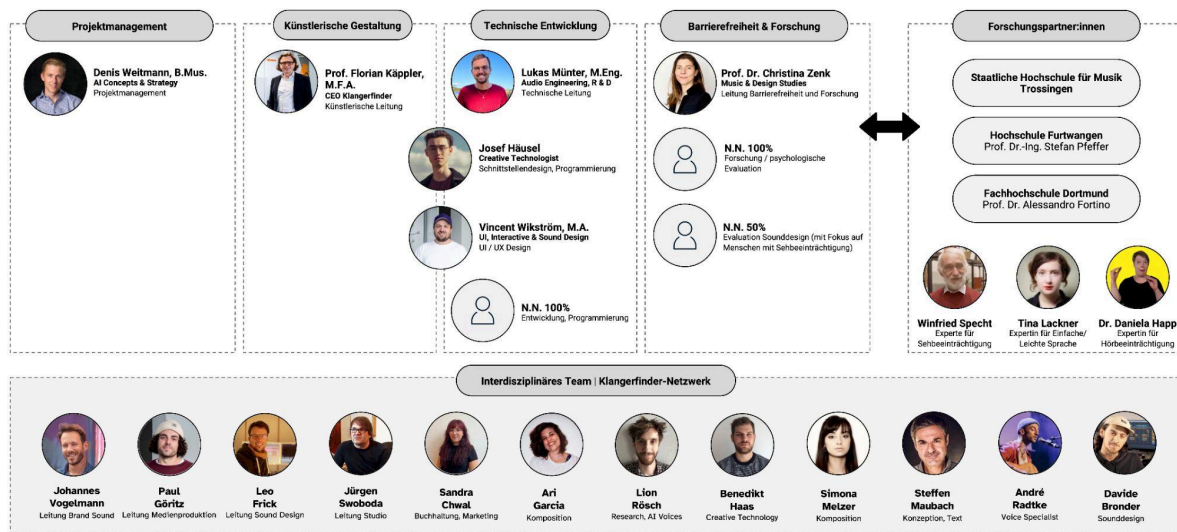 Projektmanagement
Denis Weitmann, B.Mus.
AI Concepts & Strategy
Projektmanagement
Künstlerische Gestaltung
Prof. Florian Käppler,
M.F.A.
CEO Klangerfinder
Künstlerische Leitung
Technische Entwicklung
Lukas Münter, M.Eng.
Audio Engineering, R & D
Technische Leitung
Josef Häusel
Creative Technologist
Schnittstellendesign, Programmierung
Vincent Wikström, M.A.
UI, Interactive & Sound Design
UI / UX Design
N.N. 100%
Entwicklung, Programmierung
Barrierefreiheit & Forschung
Prof. Dr. Christina Zenk
Music & Design Studies
Leitung Barrierefreiheit und Forschung
N.N. 100%
Forschung / psychologische
Evaluation
N.N. 50%
Evaluation Sounddesign (mit Fokus auf
Menschen mit Sehbeeinträchtigung)
Forschungspartner:innen
Staatliche Hochschule für Musik
Trossingen
Hochschule Furtwangen
Prof. Dr.-Ing. Stefan Pfeffer
Fachhochschule Dortmund
Prof. Dr. Alessandro Fortino
Winfried Specht
Experte für
Sehbeeinträchtigung
Tina Lackner
Expertin für Einfache/
Leichte Sprache
Dr. Daniela Happ
Expertin für
Hörbeeinträchtigung
Interdisziplinäres Team | Klangerfinder-Netzwerk
Johannes
Vogelmann
Leitung Brand Sound
Paul
Göritz
Leitung Medienproduktion
Leo
Frick
Leitung Sound Design
Jürgen
Swoboda
Leitung Studio
Sandra
Chwal
Buchhaltung, Marketing
Ari
Garcia
Komposition
Lion
Rösch
Research, AI Voices
Benedikt
Haas
Creative Technology
Simona
Melzer
Komposition
Steffen
Maubach
Konzeption, Text
André
Radtke
Voice Specialist
Davide
Bronder
Sounddesign